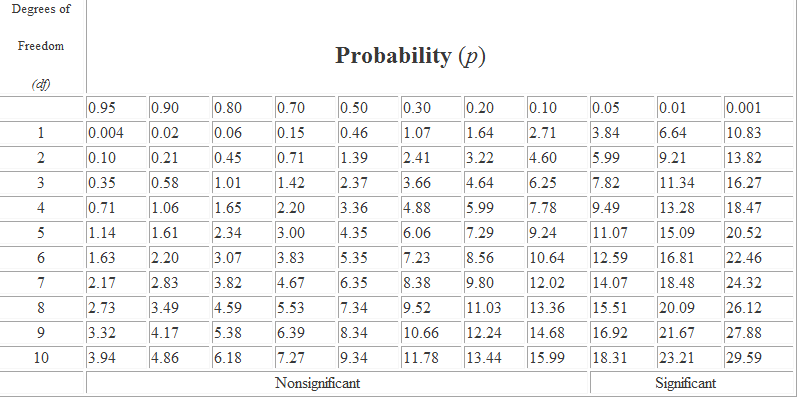 Degrees of
Freedom
(df)
Probability (p)
0.95 0.90 0.80 0.70 0.50 0.30 0.20 0.10 0.05 0.01 0.001
1 0.004 0.02 0.06 0.15 0.46 1.07 1.64 2.71 3.84 6.64 10.83
2 0.10 0.21 0.45 0.71 1.39 2.41 3.22 4.60 5.99 9.21 13.82
3 0.35 0.58 1.01 1.42 2.37 3.66 4.64 6.25 7.82 11.34 16.27
4 0.71 1.06 1.65 2.20 3.36 4.88 5.99 7.78 9.49 13.28 18.47
5 1.14 1.61 2.34 3.00 4.35 6.06 7.29 9.24 11.07 15.09 20.52
6 1.63 2.20 3.07 3.83 5.35 7.23 8.56 10.64 12.59 16.81 22.46
7 2.17 2.83 3.82 4.67 6.35 8.38 9.80 12.02 14.07 18.48 24.32
8 2.73 3.49 4.59 5.53 7.34 9.52 11.03 13.36 15.51 20.09 26.12
9 3.32 4.17 5.38 6.39 8.34 10.66 12.24 14.68 16.92 21.67 27.88
10 3.94 4.86 6.18 7.27 9.34 11.78 13.44 15.99 18.31 23.21 29.59
Nonsignificant Significant